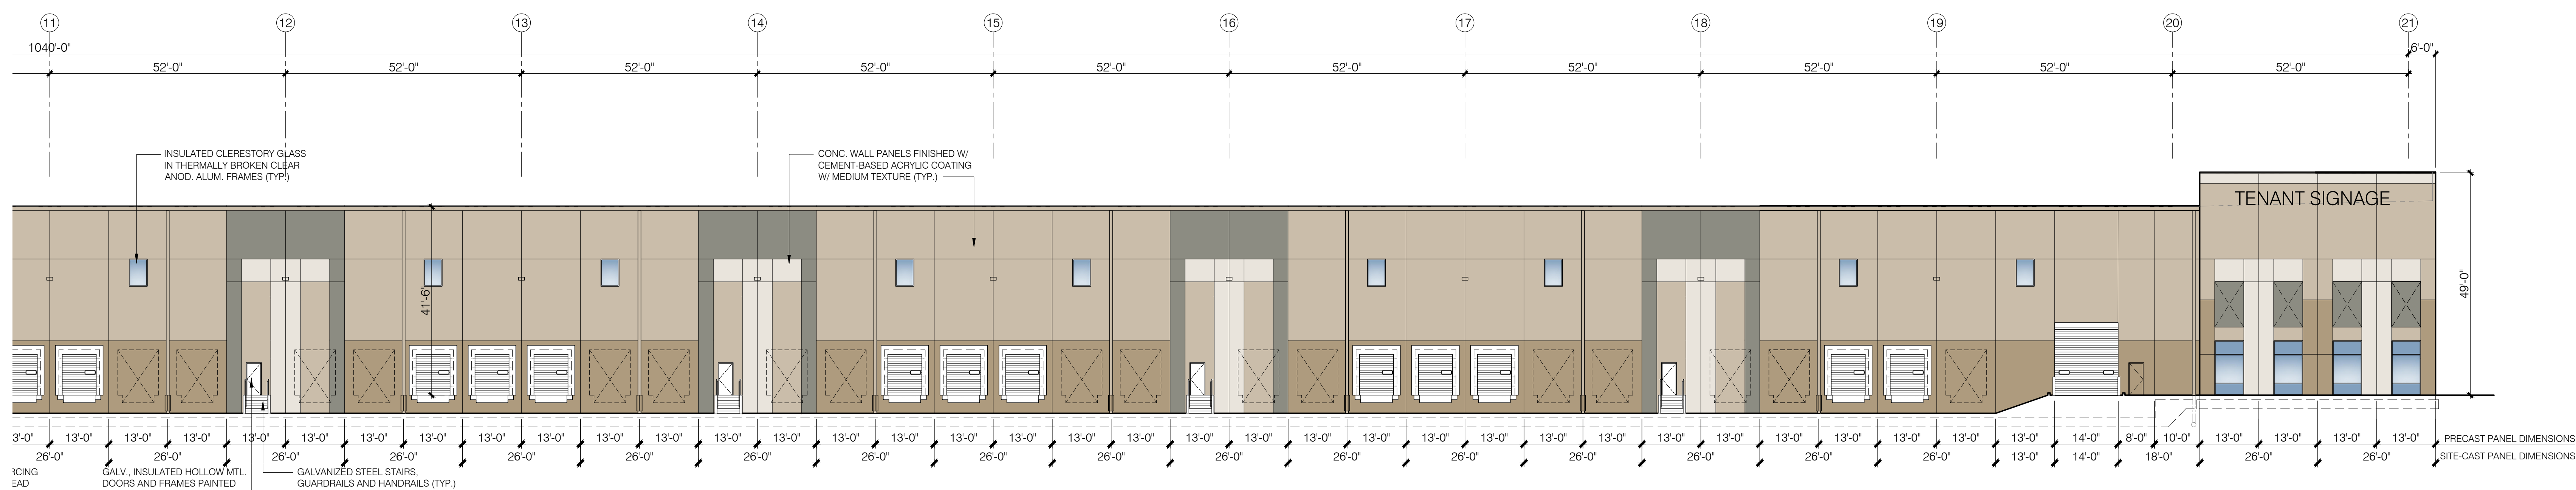 11 12 13 14 15 16 17 18 19 20 21
1040'-0" 6'-0"
52'-0" 52'-0" 52'-0" 52'-0" 52'-0" 52'-0" 52'-0" 52'-0" 52'-0" 52'-0"
INSULATED CLERESTORY GLASS
IN THERMALLY BROKEN CLEAR
ANOD. ALUM. FRAMES (TYP.)
CONC. WALL PANELS FINISHED W/
CEMENT-BASED ACRYLIC COATING
W/ MEDIUM TEXTURE (TYP.)
TENANT SIGNAGE
41'-6"
49'-0"
3'-0" 13'-0" 13'-0" 13'-0" 13'-0" 13'-0" 13'-0" 13'-0" 13'-0" 13'-0" 13'-0" 13'-0" 13'-0" 13'-0" 13'-0" 13'-0" 13'-0" 13'-0" 13'-0" 13'-0" 13'-0" 13'-0" 13'-0" 13'-0" 13'-0" 13'-0" 13'-0" 13'-0" 13'-0" 13'-0" 13'-0" 13'-0" 13'-0" 13'-0" 13'-0" 14'-0" 8'-0" 10'-0" 13'-0" 13'-0" 13'-0" 13'-0" PRECAST PANEL DIMENSIONS
26'-0" 26'-0" 26'-0" 26'-0" 26'-0" 26'-0" 26'-0" 26'-0" 26'-0" 26'-0" 26'-0" 26'-0" 26'-0" 26'-0" 26'-0" 26'-0" 26'-0" 13'-0" 14'-0" 18'-0" 26'-0" 26'-0" SITE-CAST PANEL DIMENSIONS
RCING
EAD
GALV., INSULATED HOLLOW MTL.
DOORS AND FRAMES PAINTED
GALVANIZED STEEL STAIRS,
GUARDRAILS AND HANDRAILS (TYP.)